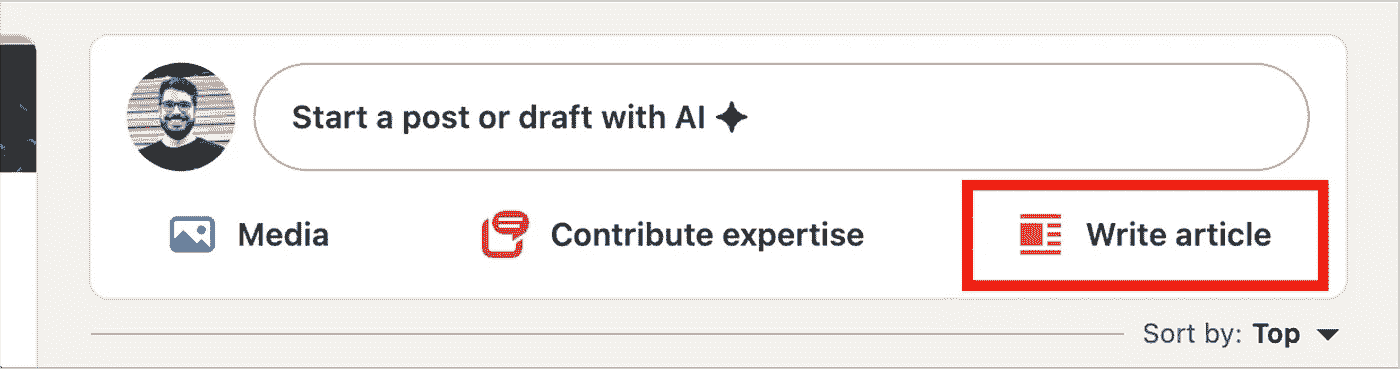 Start a post or draft with AI
Media
Contribute expertise
Write article
Sort by: Top